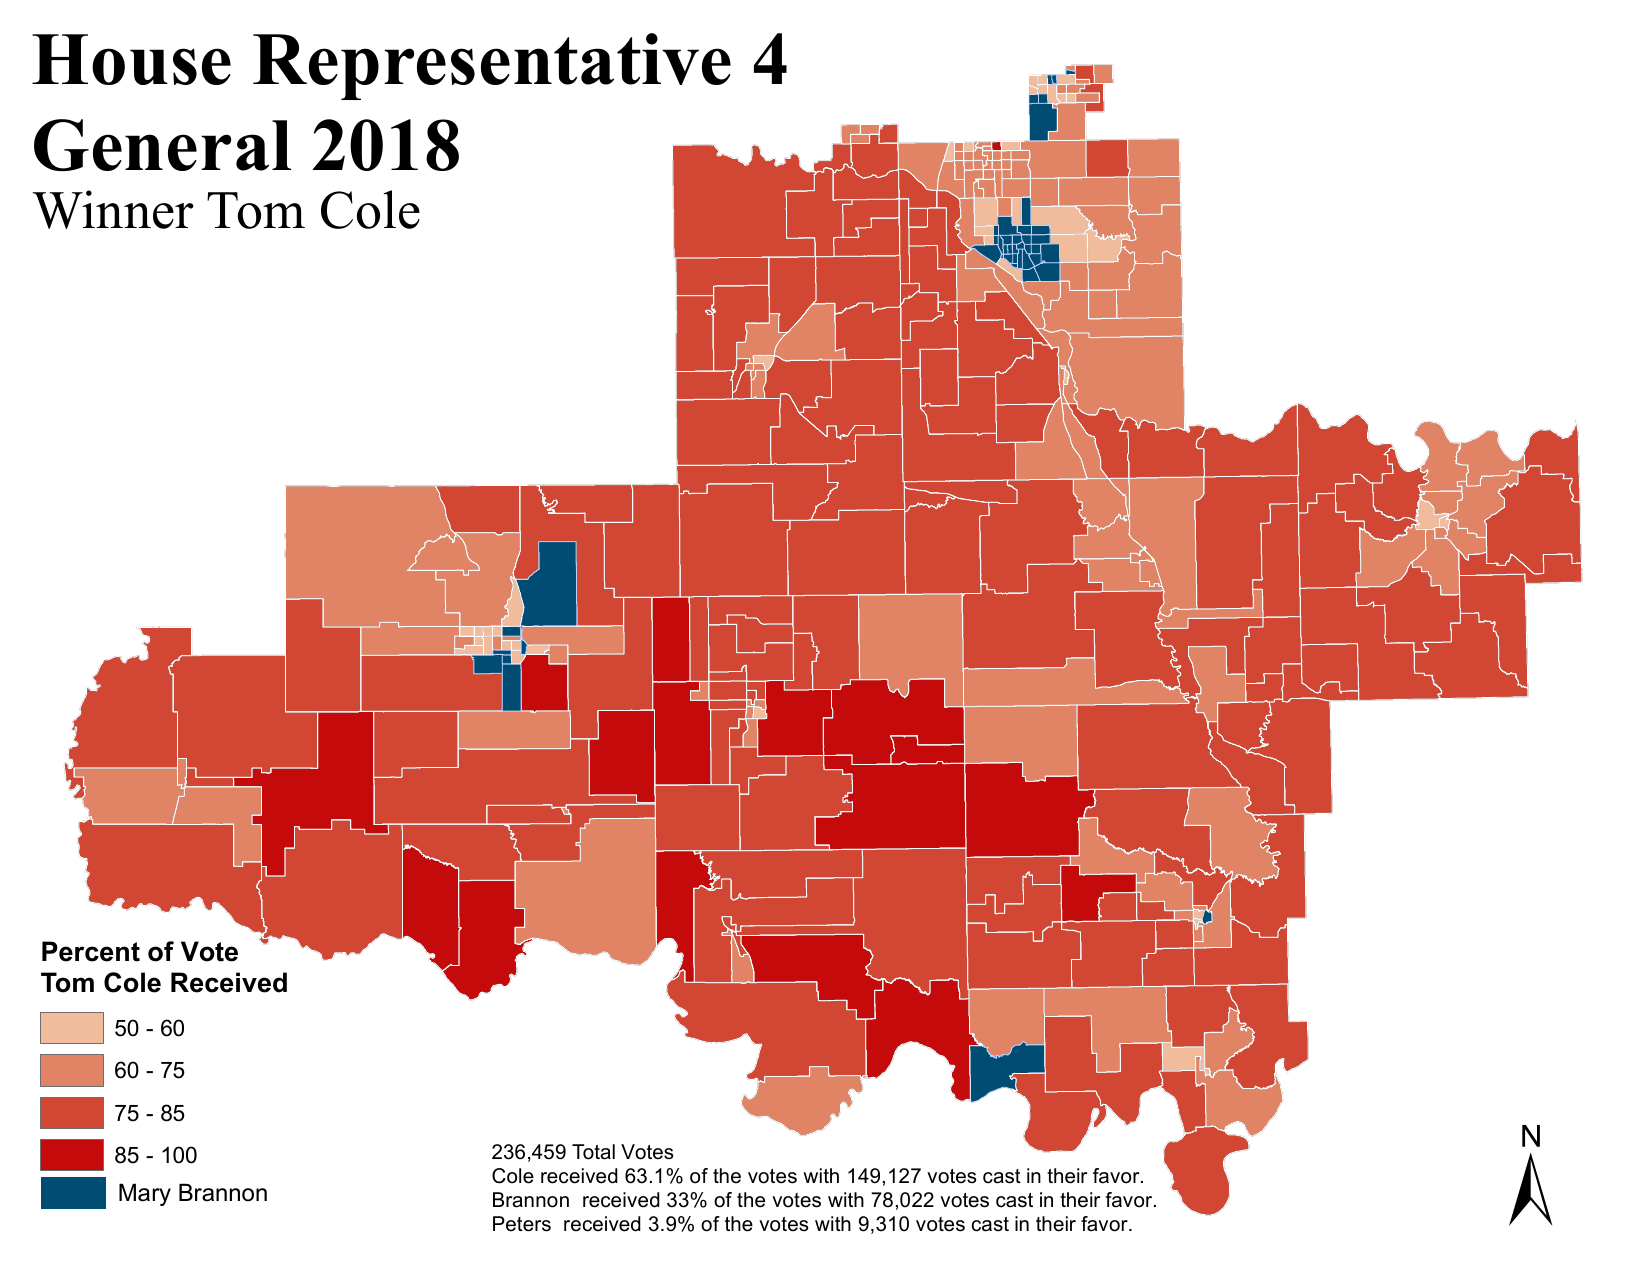 House Representative 4
General 2018
Winner Tom Cole
Percent of Vote
Tom Cole Received
50 - 60
60 - 75
75 - 85
85 - 100
Mary Brannon
236,459 Total Votes
Cole received 63.1% of the votes with 149,127 votes cast in their favor.
Brannon  received 33% of the votes with 78,022 votes cast in their favor.
Peters  received 3.9% of the votes with 9,310 votes cast in their favor.
N